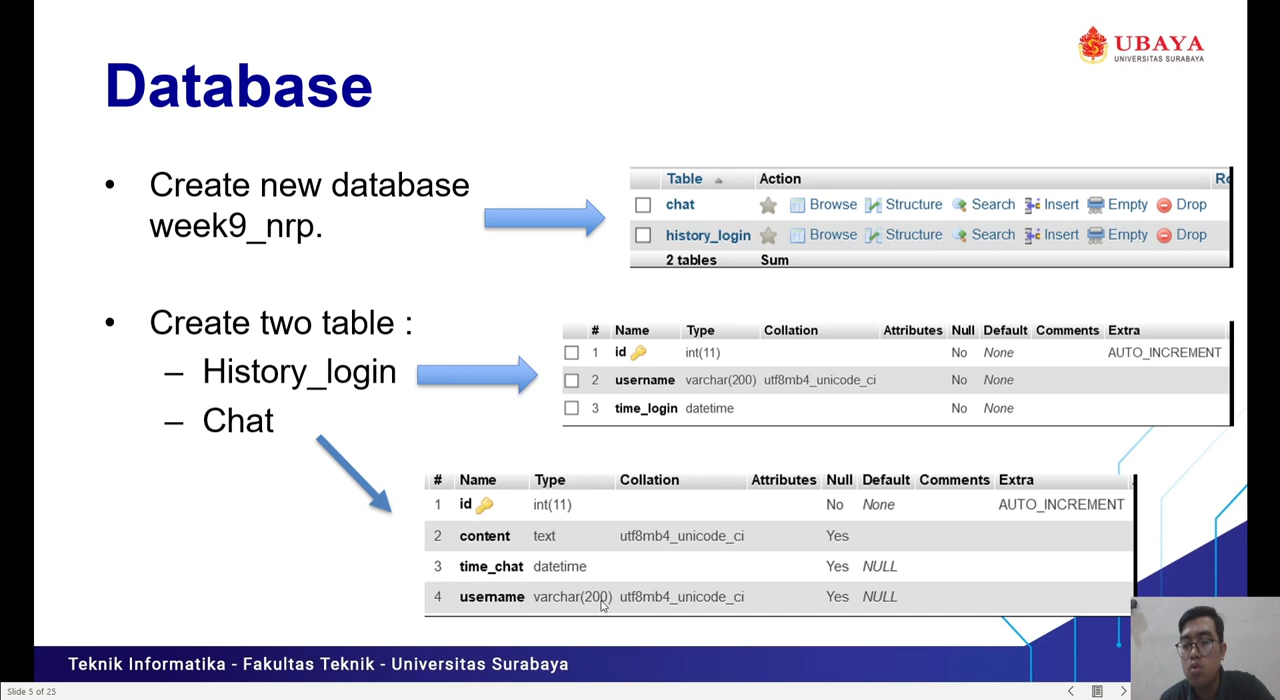 UBAYA
UNIVERSITAS SURABAYA
Database
• Create new database
week9_nrp.
Table Action
chat Browse Structure Search Insert Empty Drop
history_login Browse Structure Search Insert Empty Drop
2 tables Sum
• Create two table :
– History_login
– Chat
# Name Type Collation Attributes Null Default Comments Extra
1 id int(11) No None AUTO_INCREMENT
2 username varchar(200) utf8mb4_unicode_ci No None
3 time_login datetime No None
# Name Type Collation Attributes Null Default Comments Extra
1 id int(11) No None AUTO_INCREMENT
2 content text utf8mb4_unicode_ci Yes
3 time_chat datetime Yes NULL
4 username varchar(200) utf8mb4_unicode_ci Yes NULL
Teknik Informatika - Fakultas Teknik - Universitas Surabaya
Slide 5 of 25